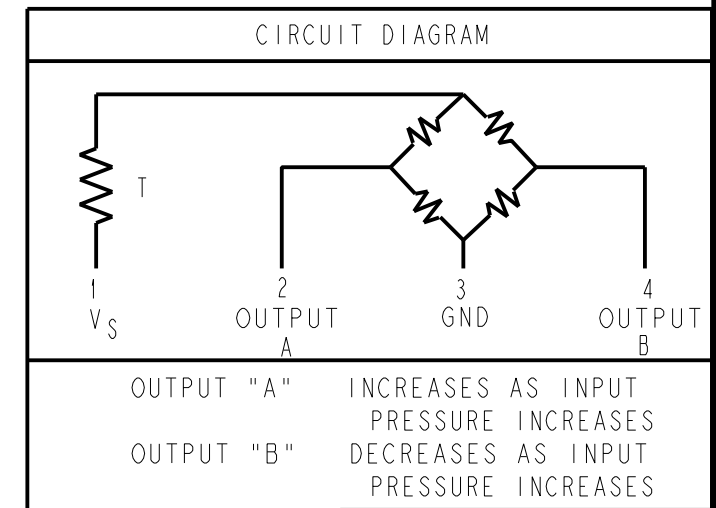 CIRCUIT DIAGRAM
T
1 2 3 4
VS OUTPUT GND OUTPUT
A B
OUTPUT "A" INCREASES AS INPUT
PRESSURE INCREASES
OUTPUT "B" DECREASES AS INPUT
PRESSURE INCREASES